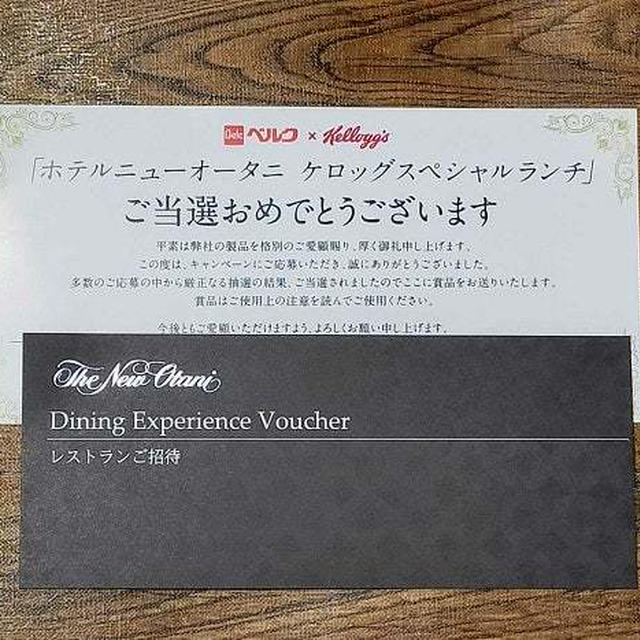 Belc ベルク × Kellogg's
「ホテルニューオータニ ケロッグスペシャルランチ」
ご当選おめでとうございます
平素は弊社の製品を格別のご愛顧賜り、厚く御礼申し上げます。
この度は、キャンペーンにご応募いただき、誠にありがとうございました。
多数のご応募の中から厳正なる抽選の結果、ご当選されましたのでここに賞品をお送りいたします。
賞品はご使用上の注意を読んでご使用ください。
今後ともご愛顧いただけますよう、よろしくお願い申し上げます。
The New Otani
Dining Experience Voucher
レストランご招待